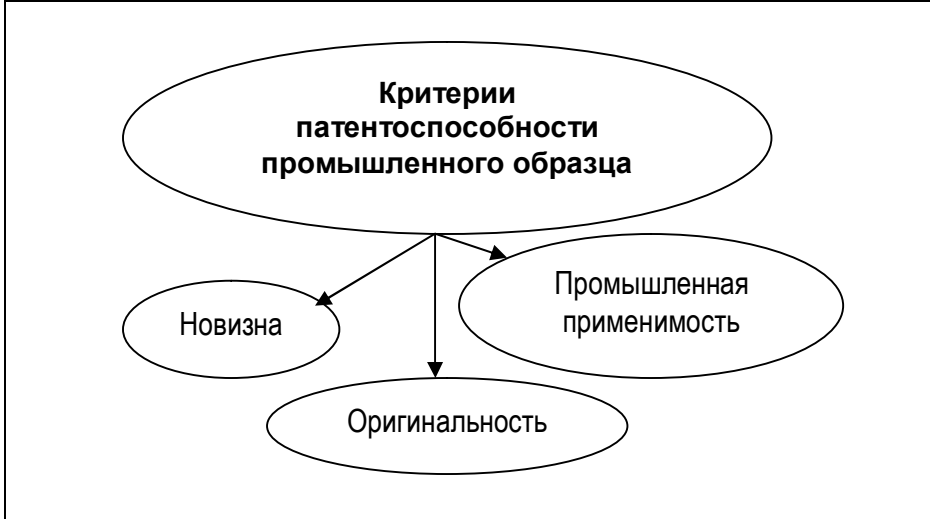 Критерии
патентоспособности
промышленного образца
Новизна
Промышленная
применимость
Оригинальность